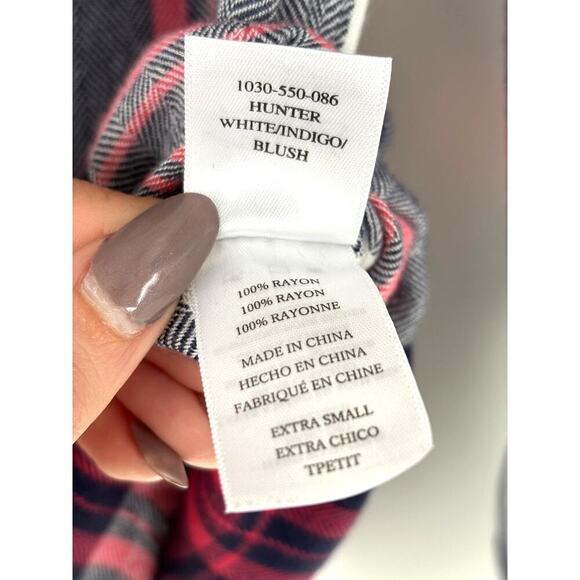 1030-550-086
HUNTER
WHITE/INDIGO/
BLUSH
100% RAYON
100% RAYON
100% RAYONNE
MADE IN CHINA
HECHO EN CHINA
FABRIQUÉ EN CHINE
EXTRA SMALL
EXTRA CHICO
TPETIT